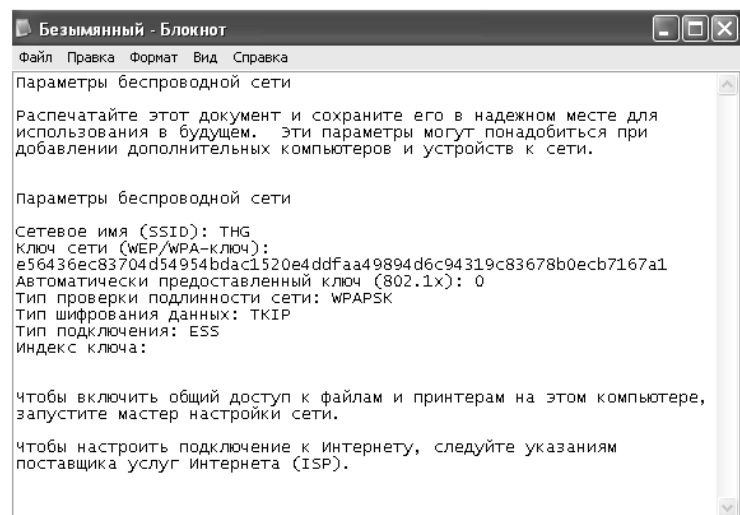 Безымянный - Блокнот
Файл Правка Формат Вид Справка
Параметры беспроводной сети
Распечатайте этот документ и сохраните его в надежном месте для
использования в будущем.  Эти параметры могут понадобиться при
добавлении дополнительных компьютеров и устройств к сети.
Параметры беспроводной сети
Сетевое имя (SSID): THG
Ключ сети (WEP/WPA-ключ):
e56436ec83704d54954bdac1520e4ddfaa49894d6c94319c83678b0ecb7167a1
Автоматически предоставленный ключ (802.1x): 0
Тип проверки подлинности сети: WPAPSK
Тип шифрования данных: TKIP
Тип подключения: ESS
Индекс ключа:
Чтобы включить общий доступ к файлам и принтерам на этом компьютере,
запустите мастер настройки сети.
Чтобы настроить подключение к Интернету, следуйте указаниям
поставщика услуг Интернета (ISP).